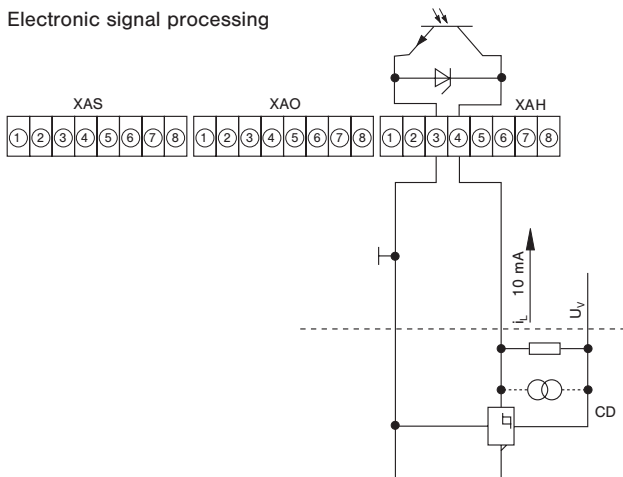 Electronic signal processing
XAS XAO XAH
1 2 3 4 5 6 7 8 1 2 3 4 5 6 7 8 1 2 3 4 5 6 7 8
iL 10 mA
UV
CD